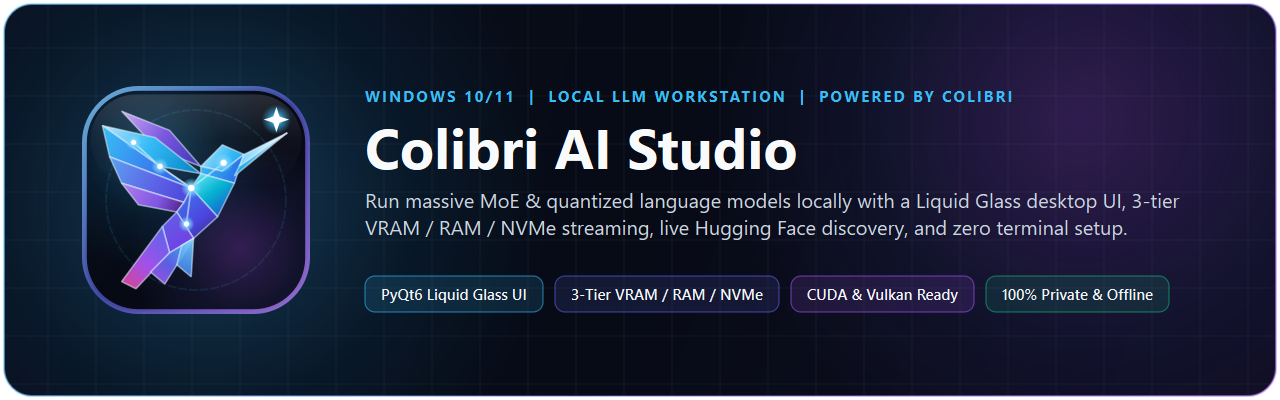 WINDOWS 10/11 | LOCAL LLM WORKSTATION | POWERED BY COLIBRI
Colibri AI Studio
Run massive MoE & quantized language models locally with a Liquid Glass desktop UI, 3-tier
VRAM / RAM / NVMe streaming, live Hugging Face discovery, and zero terminal setup.
PyQt6 Liquid Glass UI
3-Tier VRAM / RAM / NVMe
CUDA & Vulkan Ready
100% Private & Offline